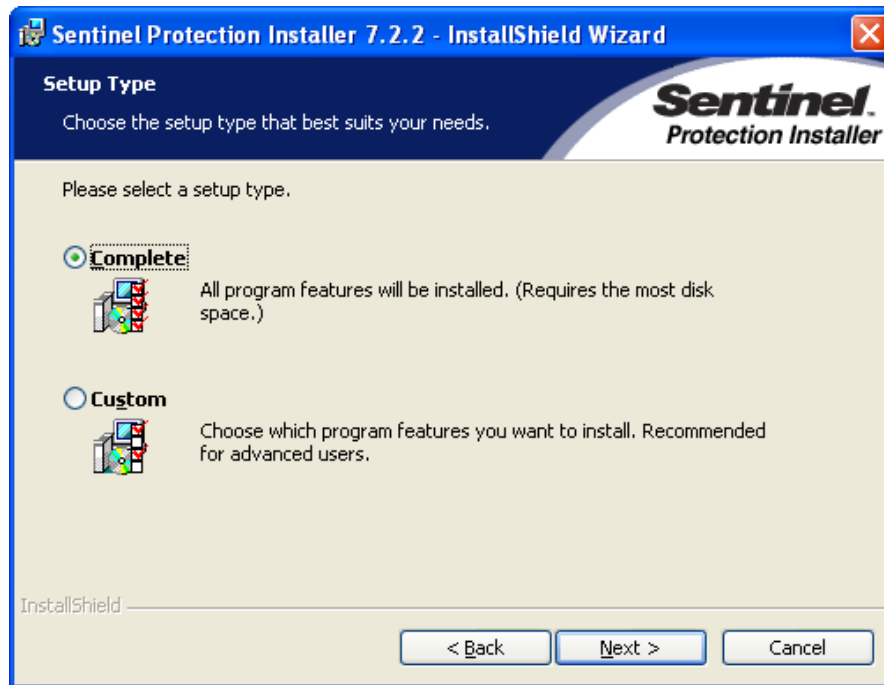 Sentinel Protection Installer 7.2.2 - InstallShield Wizard
Setup Type
Choose the setup type that best suits your needs.
Sentinel™
Protection Installer
Please select a setup type.
Complete
All program features will be installed. (Requires the most disk
space.)
Custom
Choose which program features you want to install. Recommended
for advanced users.
InstallShield
< Back
Next >
Cancel